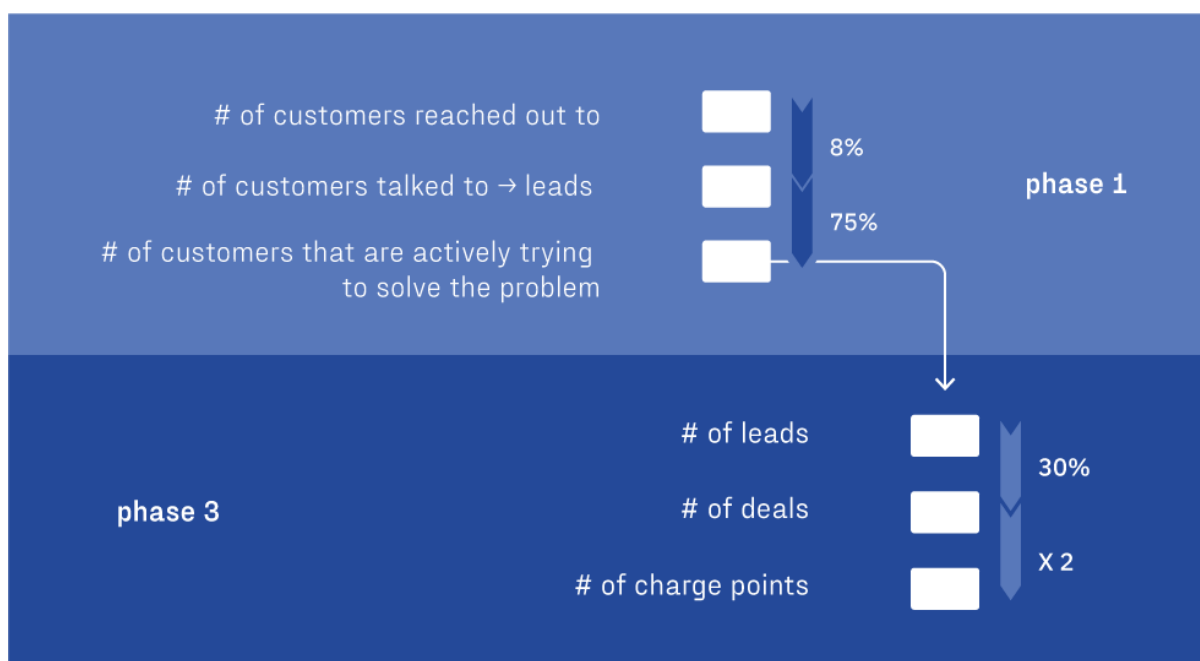 # of customers reached out to
8%
# of customers talked to → leads
phase 1
75%
# of customers that are actively trying
to solve the problem
# of leads
30%
phase 3
# of deals
X 2
# of charge points